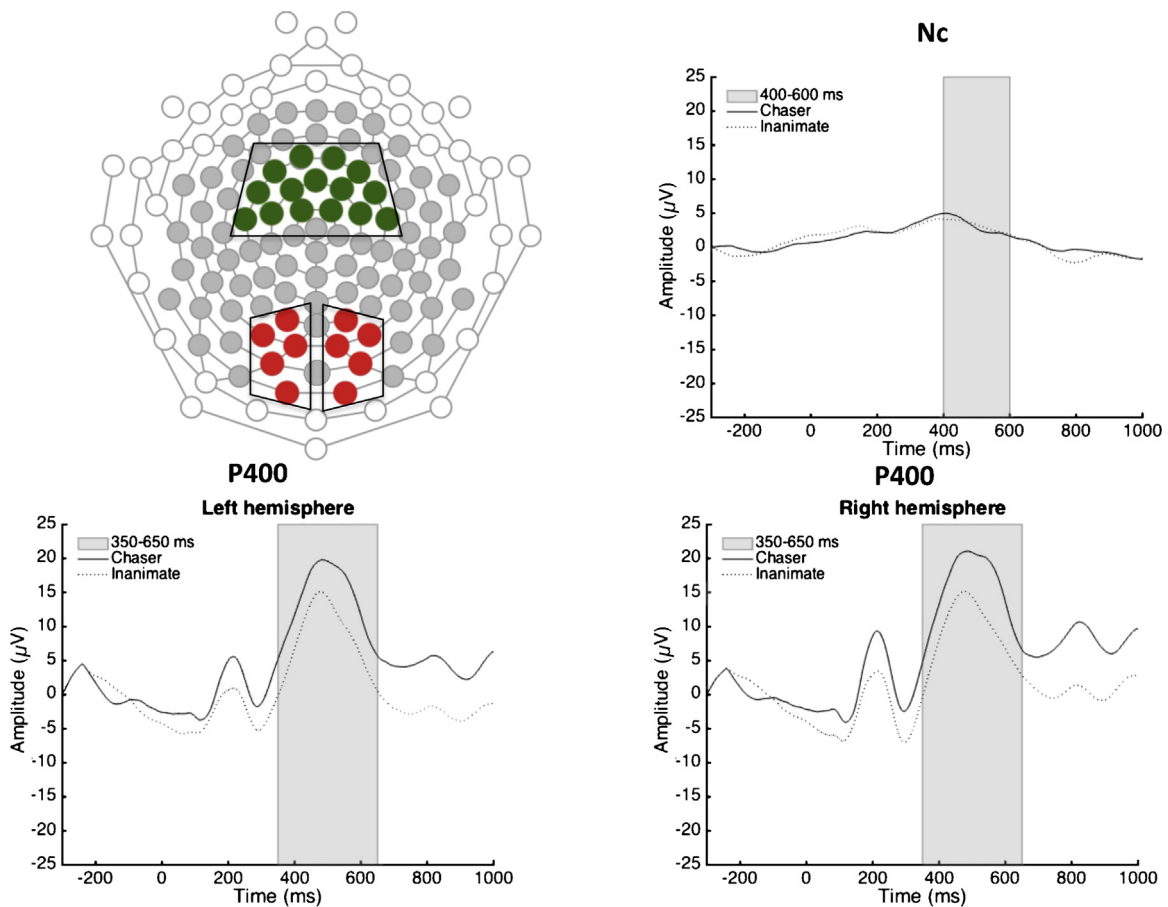 Nc
25
20
15
10
5
0
-5
-10
-15
-20
-25
Amplitude (µV)
400-600 ms
Chaser
Inanimate
-200 0 200 400 600 800 1000
Time (ms)
P400
Left hemisphere
25
20
15
10
5
0
-5
-10
-15
-20
-25
Amplitude (µV)
350-650 ms
Chaser
Inanimate
-200 0 200 400 600 800 1000
Time (ms)
P400
Right hemisphere
25
20
15
10
5
0
-5
-10
-15
-20
-25
Amplitude (µV)
350-650 ms
Chaser
Inanimate
-200 0 200 400 600 800 1000
Time (ms)